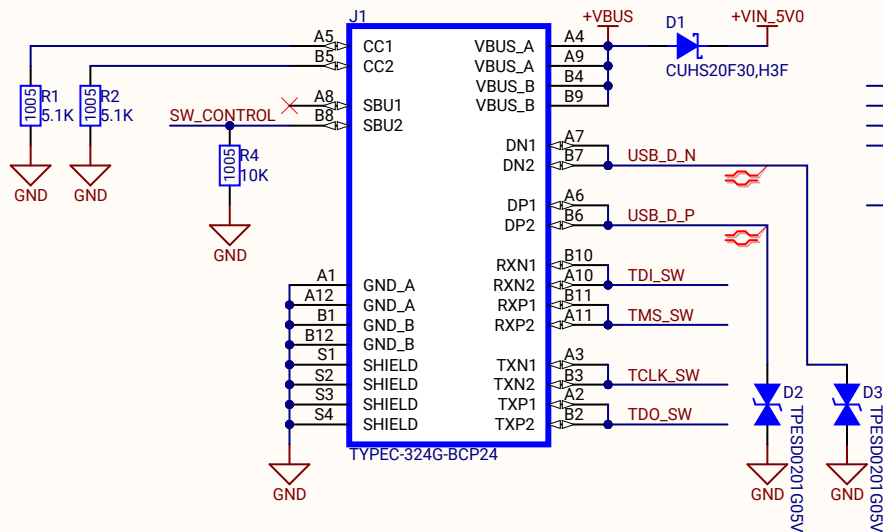 J1
+VBUS
D1
+VIN_5V0
CUHS20F30,H3F
A5 CC1
B5 CC2
A8 SBU1
B8 SBU2
SW_CONTROL
1005 R1 5.1K
1005 R2 5.1K
1005 R4 10K
GND
GND
GND
VBUS_A A4
VBUS_A A9
VBUS_B B4
VBUS_B B9
DN1 A7
DN2 B7 USB_D_N
DP1 A6
DP2 B6 USB_D_P
RXN1 B10
RXN2 A10 TDI_SW
RXP1 B11
RXP2 A11 TMS_SW
TXN1 A3
TXN2 B3 TCLK_SW
TXP1 A2
TXP2 B2 TDO_SW
A1 GND_A
A12 GND_A
B1 GND_B
B12 GND_B
S1 SHIELD
S2 SHIELD
S3 SHIELD
S4 SHIELD
GND
TYPEC-324G-BCP24
D2
TPESD0201G05V
GND
D3
TPESD0201G05V
GND